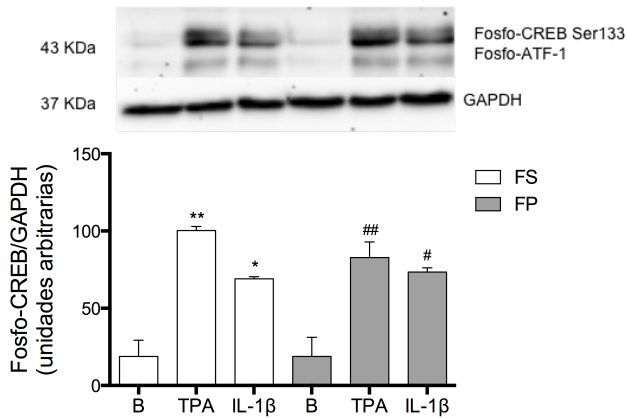 43 KDa
Fosfo-CREB Ser133
Fosfo-ATF-1
37 KDa
GAPDH
Fosfo-CREB/GAPDH
(unidades arbitrarias)
150
100
50
0
**
*
##
#
FS
FP
B TPA IL-1β B TPA IL-1β